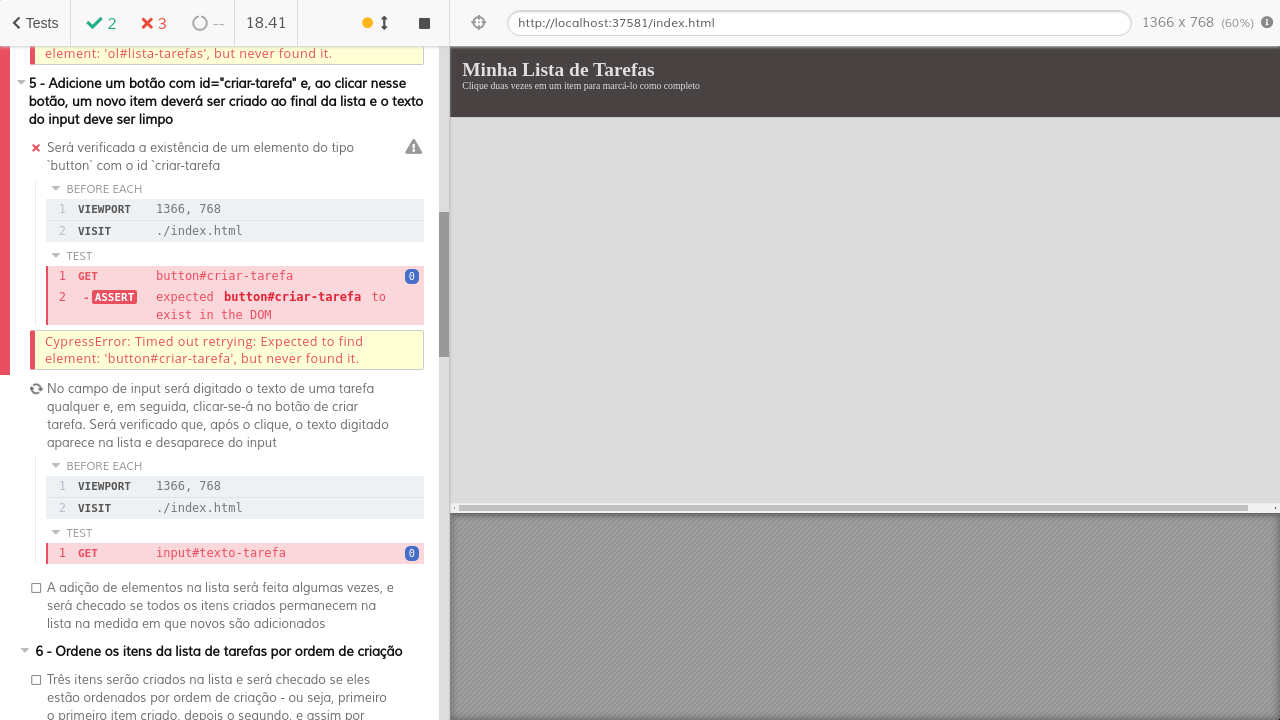 Tests
2
3
--
18.41
http://localhost:37581/index.html
1366 x 768 (60%)
element: 'ol#lista-tarefas', but never found it.
5 - Adicione um botão com id="criar-tarefa" e, ao clicar nesse
botão, um novo item deverá ser criado ao final da lista e o texto
do input deve ser limpo
Será verificada a existência de um elemento do tipo
`button` com o id `criar-tarefa
BEFORE EACH
1 VIEWPORT 1366, 768
2 VISIT ./index.html
TEST
1 GET button#criar-tarefa 0
2 -ASSERT expected button#criar-tarefa to
exist in the DOM
CypressError: Timed out retrying: Expected to find
element: 'button#criar-tarefa', but never found it.
No campo de input será digitado o texto de uma tarefa
qualquer e, em seguida, clicar-se-á no botão de criar
tarefa. Será verificado que, após o clique, o texto digitado
aparece na lista e desaparece do input
BEFORE EACH
1 VIEWPORT 1366, 768
2 VISIT ./index.html
TEST
1 GET input#texto-tarefa 0
A adição de elementos na lista será feita algumas vezes, e
será checado se todos os itens criados permanecem na
lista na medida em que novos são adicionados
6 - Ordene os itens da lista de tarefas por ordem de criação
Três itens serão criados na lista e será checado se eles
estão ordenados por ordem de criação - ou seja, primeiro
o primeiro item criado, depois o segundo, e assim por
Minha Lista de Tarefas
Clique duas vezes em um item para marcá-lo como completo